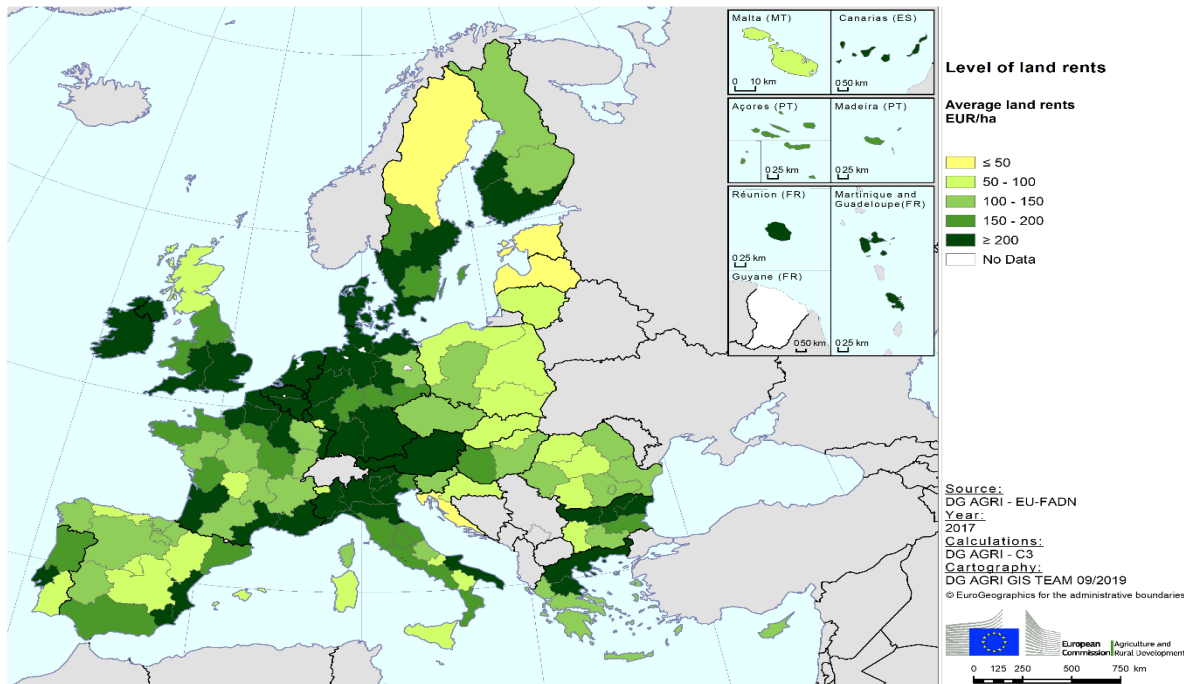 Malta (MT)
0 10 km
Canarias (ES)
0 50 km
Açores (PT)
0 25 km
Madeira (PT)
0 25 km
Réunion (FR)
0 25 km
Guyane (FR)
0 50 km
Martinique and
Guadeloupe(FR)
0 25 km
Level of land rents
Average land rents
EUR/ha
≤ 50
50 - 100
100 - 150
150 - 200
≥ 200
No Data
Source:
DG AGRI - EU-FADN
Year:
2017
Calculations:
DG AGRI - C3
Cartography:
DG AGRI GIS TEAM 09/2019
© EuroGeographics for the administrative boundaries
European
Commission
Agriculture and
Rural Development
0 125 250 500 750 km